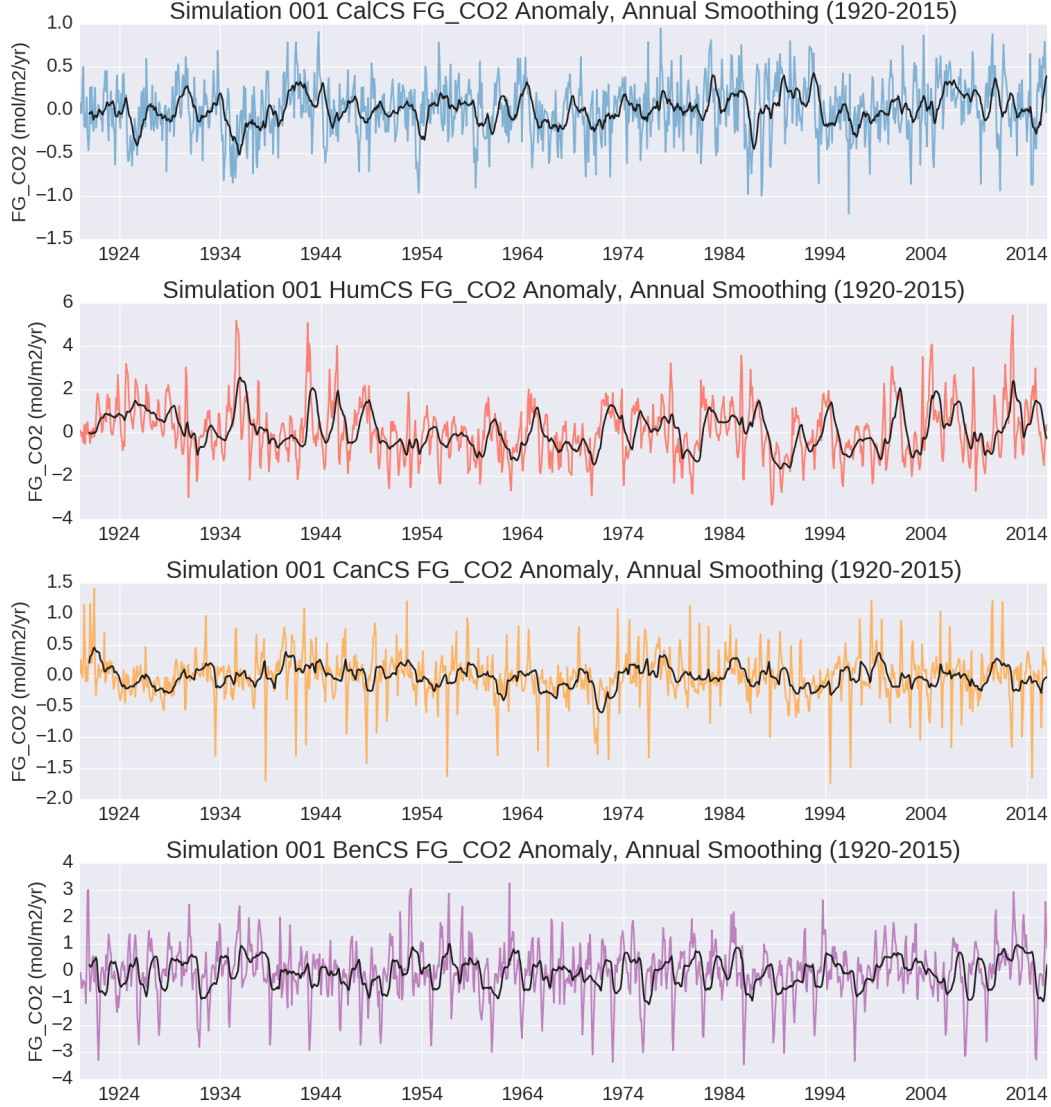 Simulation 001 CalCS FG_CO2 Anomaly, Annual Smoothing (1920-2015)
FG_CO2 (mol/m2/yr)
1.0
0.5
0.0
−0.5
−1.0
−1.5
1924 1934 1944 1954 1964 1974 1984 1994 2004 2014
Simulation 001 HumCS FG_CO2 Anomaly, Annual Smoothing (1920-2015)
FG_CO2 (mol/m2/yr)
6
4
2
0
−2
−4
1924 1934 1944 1954 1964 1974 1984 1994 2004 2014
Simulation 001 CanCS FG_CO2 Anomaly, Annual Smoothing (1920-2015)
FG_CO2 (mol/m2/yr)
1.5
1.0
0.5
0.0
−0.5
−1.0
−1.5
−2.0
1924 1934 1944 1954 1964 1974 1984 1994 2004 2014
Simulation 001 BenCS FG_CO2 Anomaly, Annual Smoothing (1920-2015)
FG_CO2 (mol/m2/yr)
4
3
2
1
0
−1
−2
−3
−4
1924 1934 1944 1954 1964 1974 1984 1994 2004 2014